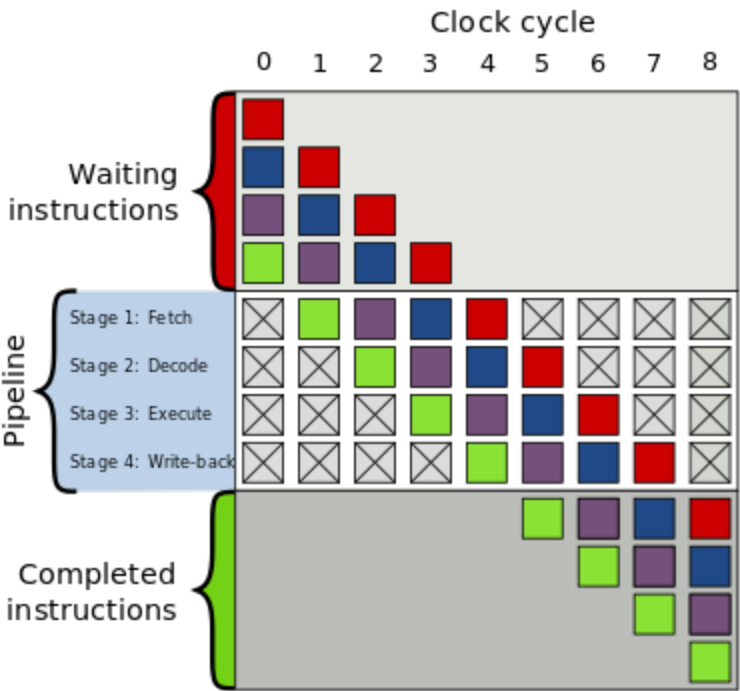 Clock cycle
0 1 2 3 4 5 6 7 8
Waiting
instructions
Pipeline
Stage 1: Fetch
Stage 2: Decode
Stage 3: Execute
Stage 4: Write-back
Completed
instructions